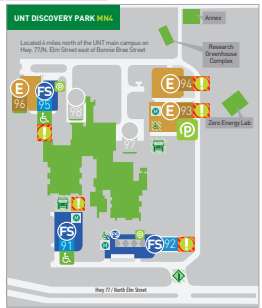 UNT DISCOVERY PARK MN4
Annex
Located 4 miles north of the UNT main campus on
Hwy. 77/N. Elm Street east of Bonnie Brae Street
Research
Greenhouse
Complex
E 94
E 96
FS 95
P
98
M E 93
P
Zero Energy Lab
97
M
FS 91
FS
FS 92
Hwy 77 / North Elm Street